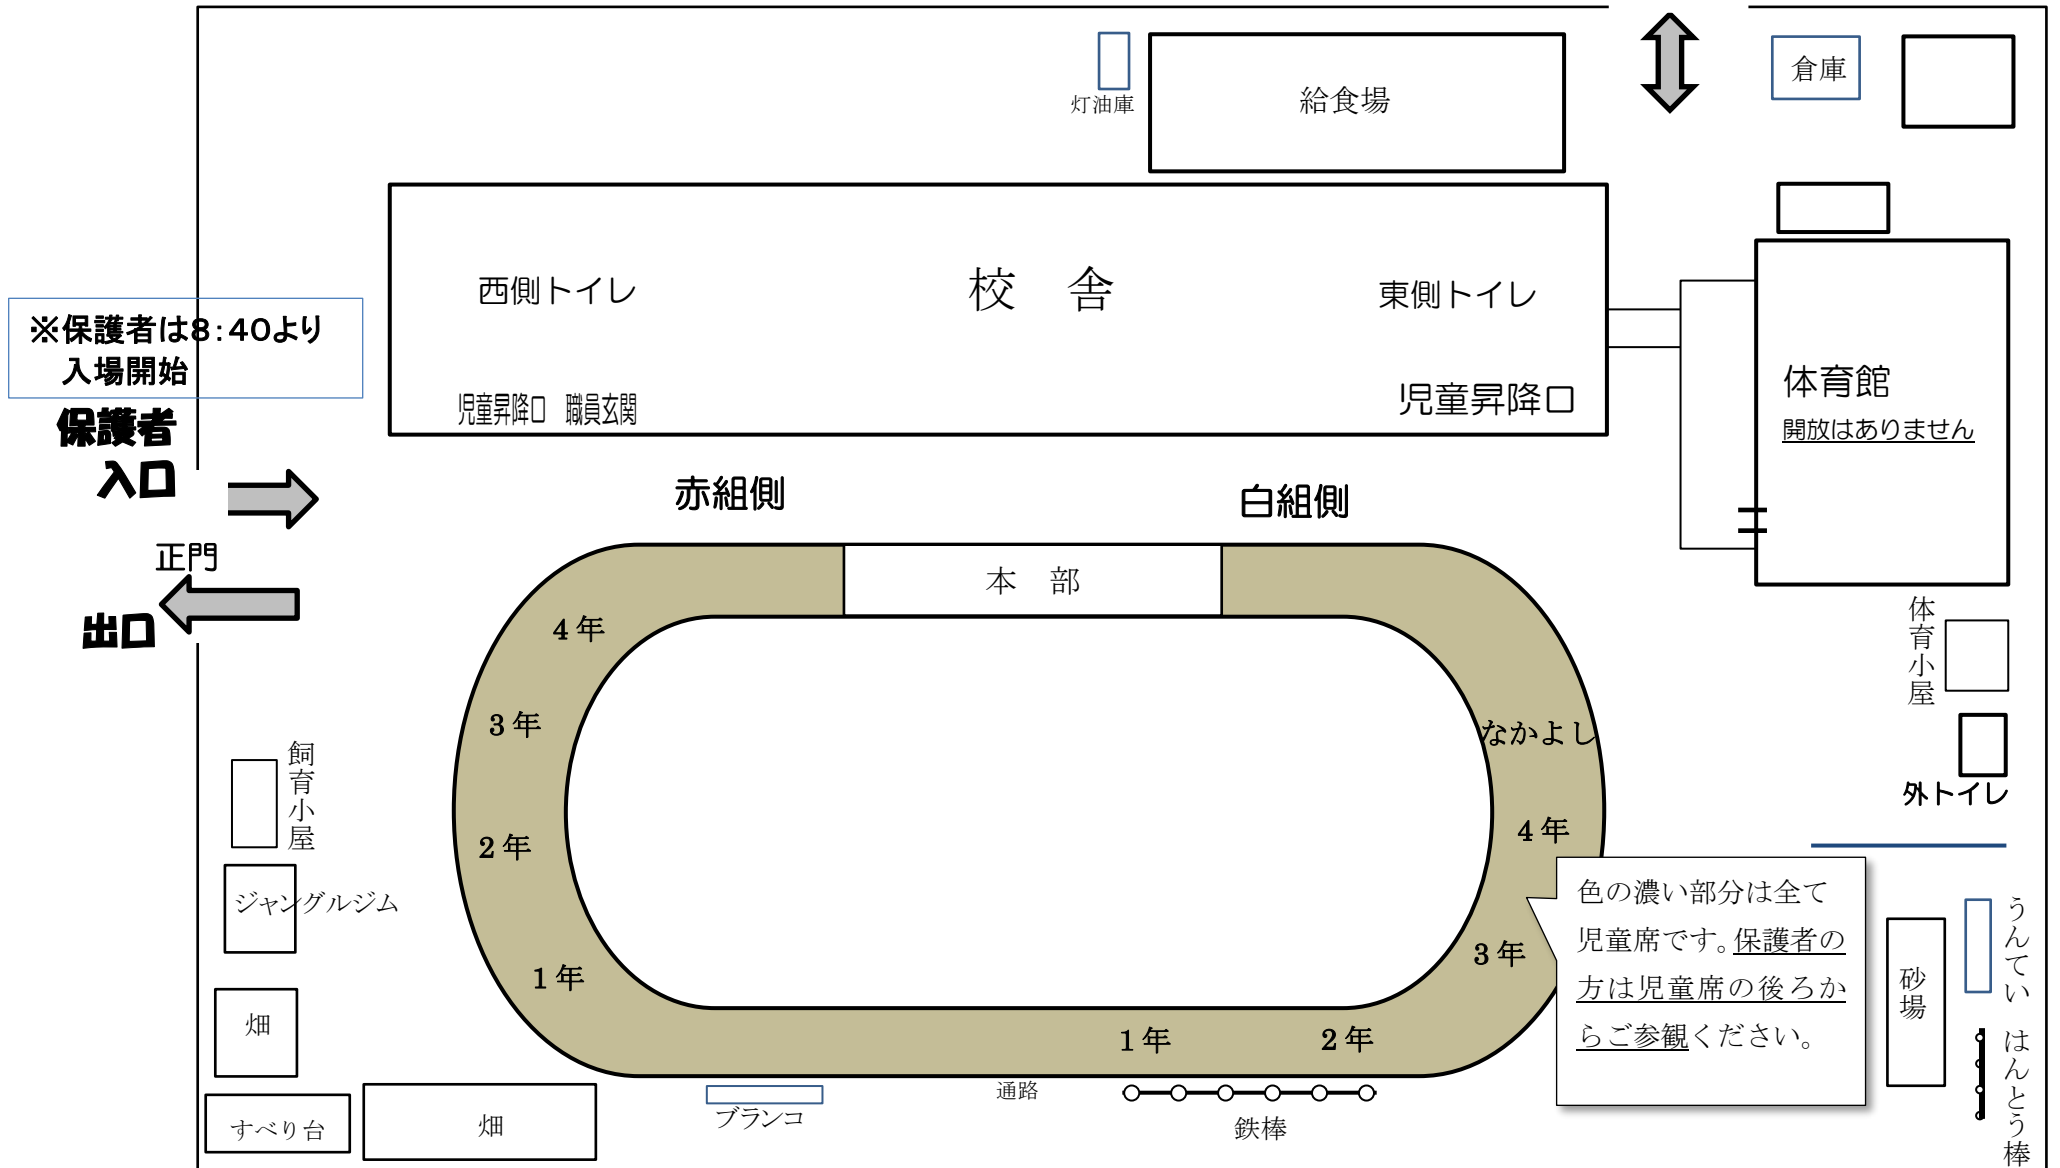 灯油庫
給食場
倉庫
西側トイレ
校 舎
東側トイレ
※保護者は8:40より
入場開始
児童昇降口 職員玄関
児童昇降口
体育館
開放はありません
保護者
入口
正門
出口
赤組側
白組側
本 部
4年
3年
2年
1年
1年
2年
3年
4年
なかよし
体育小屋
外トイレ
飼育小屋
ジャングルジム
畑
すべり台
畑
ブランコ
通路
鉄棒
色の濃い部分は全て
児童席です。保護者の
方は児童席の後ろか
らご参観ください。
砂場
うんてい
はんとう棒